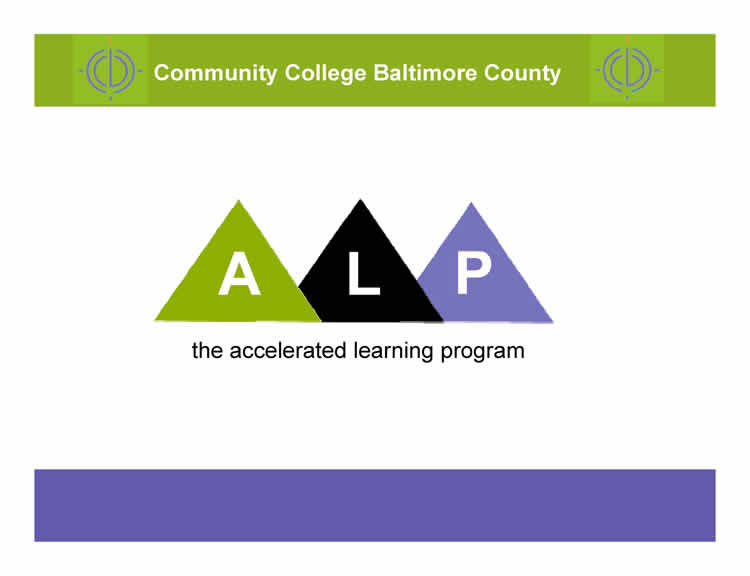 Community College Baltimore County
A L P
the accelerated learning program